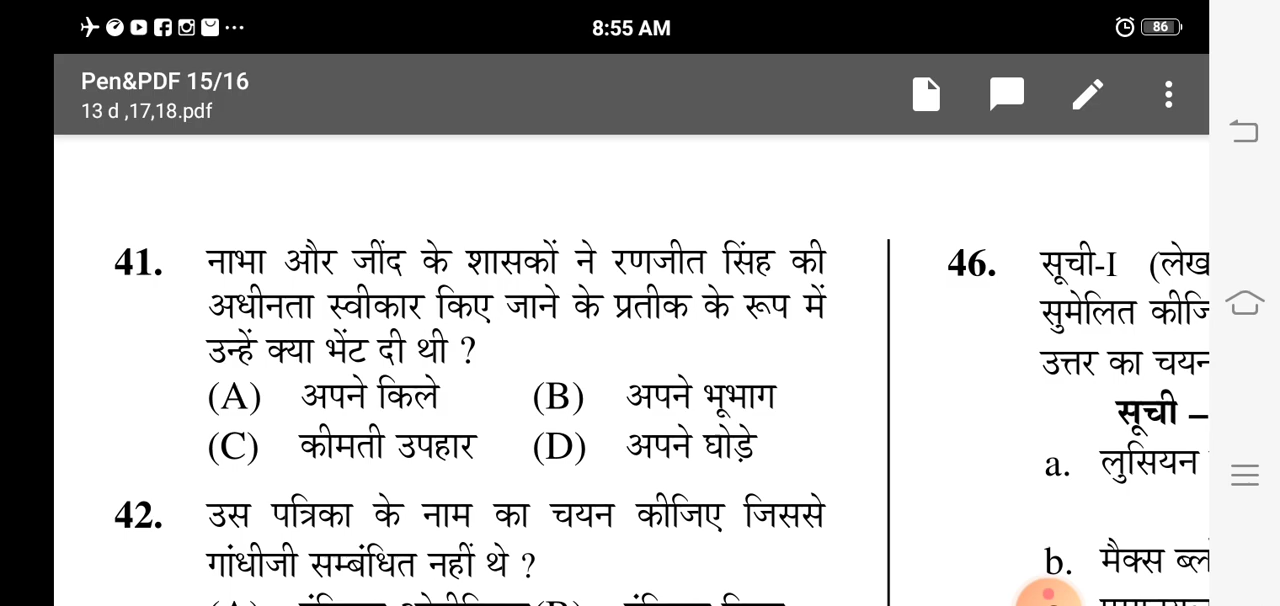 8:55 AM
86
Pen&PDF 15/16
13 d ,17,18.pdf
41. नाभा और जींद के शासकों ने रणजीत सिंह की
अधीनता स्वीकार किए जाने के प्रतीक के रूप में
उन्हें क्या भेंट दी थी ?
(A) अपने किले (B) अपने भूभाग
(C) कीमती उपहार (D) अपने घोड़े
42. उस पत्रिका के नाम का चयन कीजिए जिससे
गांधीजी सम्बंधित नहीं थे ?
46. सूची-I (लेख
सुमेलित कीजि
उत्तर का चयन
सूची –
a. लुसियन
b. मैक्स ब्ल